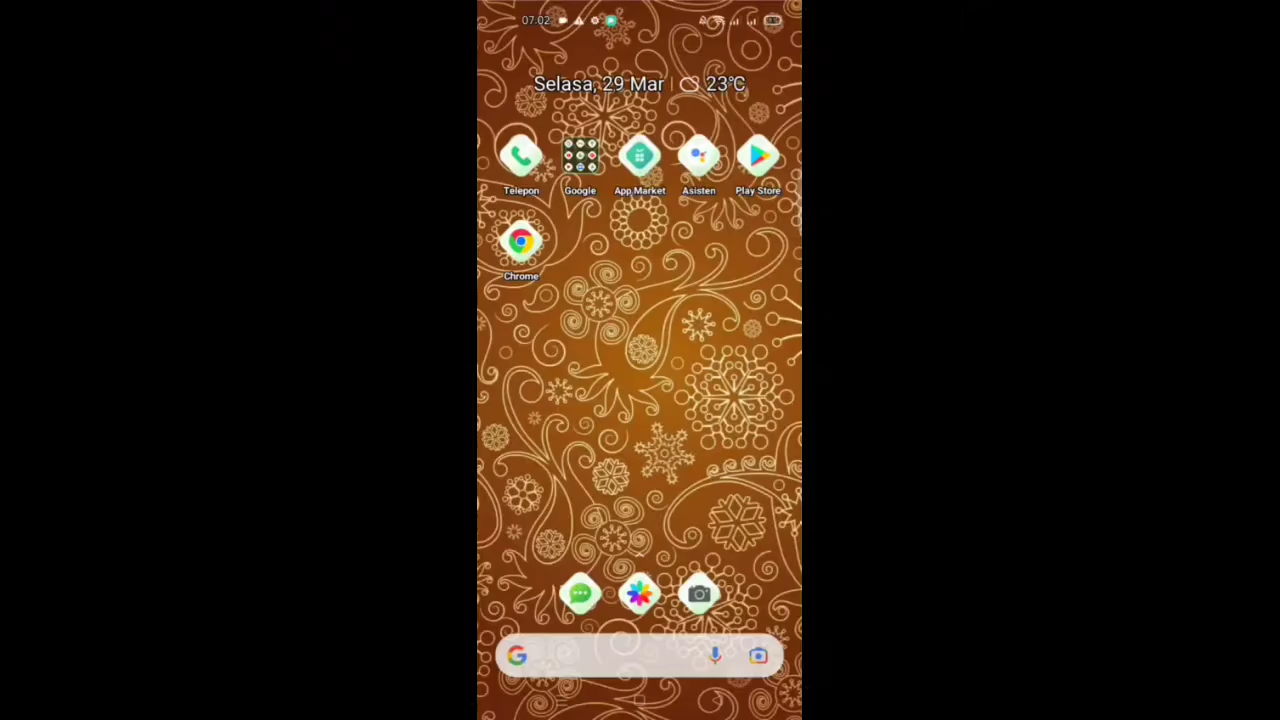 07.02
Selasa, 29 Mar | 23°C
Telepon Google App Market Asisten Play Store
Chrome